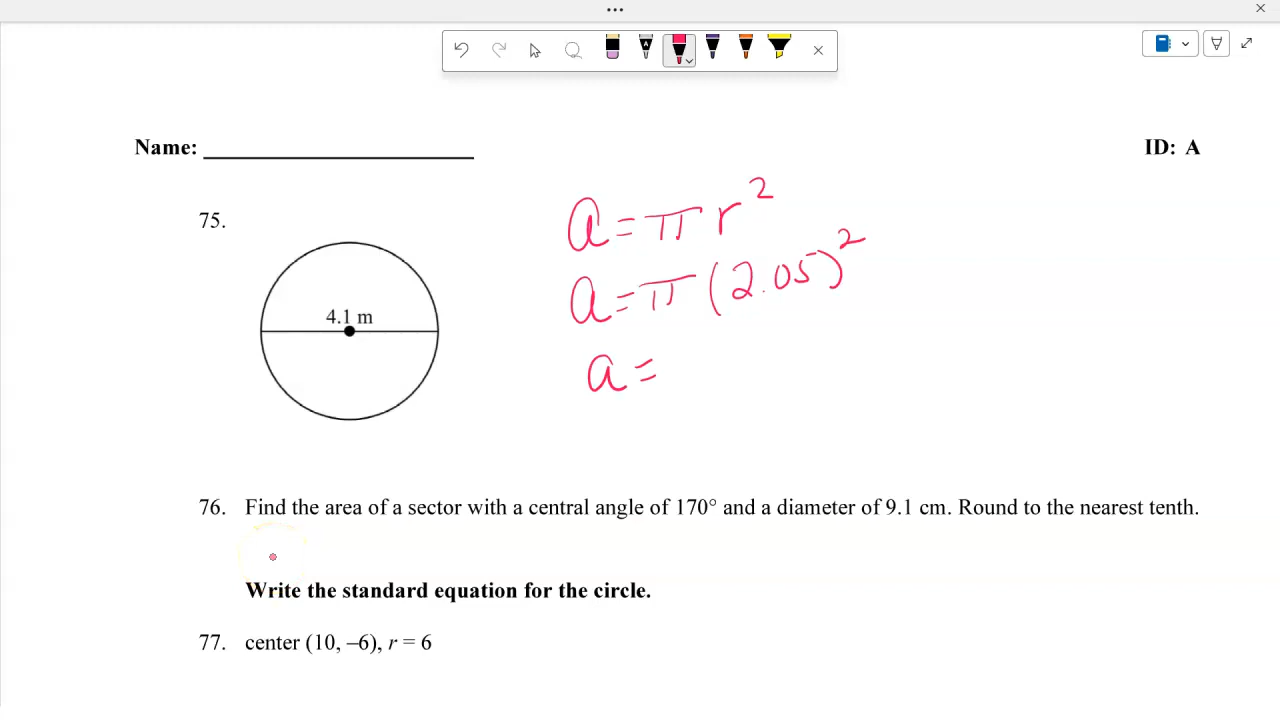 Name: ____________________ ID: A
75.
a = π r²
a = π (2.05)²
4.1 m
a =
76. Find the area of a sector with a central angle of 170° and a diameter of 9.1 cm. Round to the nearest tenth.
Write the standard equation for the circle.
77. center (10, –6), r = 6